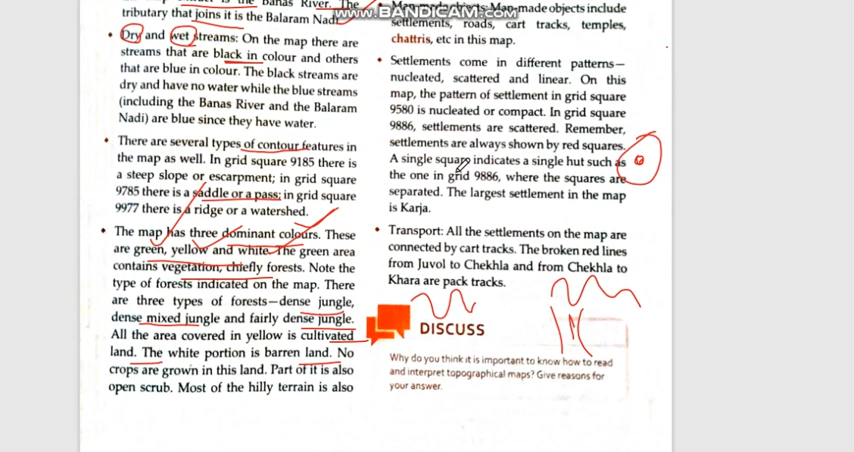 tributary that joins it is the Balaram Nadi.
• Dry and wet streams: On the map there are
streams that are black in colour and others
that are blue in colour. The black streams are
dry and have no water while the blue streams
(including the Banas River and the Balaram
Nadi) are blue since they have water.
• There are several types of contour features in
the map as well. In grid square 9185 there is
a steep slope or escarpment; in grid square
9785 there is a saddle or a pass; in grid square
9977 there is a ridge or a watershed.
• The map has three dominant colours. These
are green, yellow and white. The green area
contains vegetation, chiefly forests. Note the
type of forests indicated on the map. There
are three types of forests—dense jungle,
dense mixed jungle and fairly dense jungle.
All the area covered in yellow is cultivated
land. The white portion is barren land. No
crops are grown in this land. Part of it is also
open scrub. Most of the hilly terrain is also
www.BANDICAM.com
• Man-made objects: Man-made objects include
settlements, roads, cart tracks, temples,
chattris, etc in this map.
• Settlements come in different patterns—
nucleated, scattered and linear. On this
map, the pattern of settlement in grid square
9580 is nucleated or compact. In grid square
9886, settlements are scattered. Remember,
settlements are always shown by red squares.
A single square indicates a single hut such as
the one in grid 9886, where the squares are
separated. The largest settlement in the map
is Karja.
• Transport: All the settlements on the map are
connected by cart tracks. The broken red lines
from Juvol to Chekhla and from Chekhla to
Khara are pack tracks.
DISCUSS
Why do you think it is important to know how to read
and interpret topographical maps? Give reasons for
your answer.